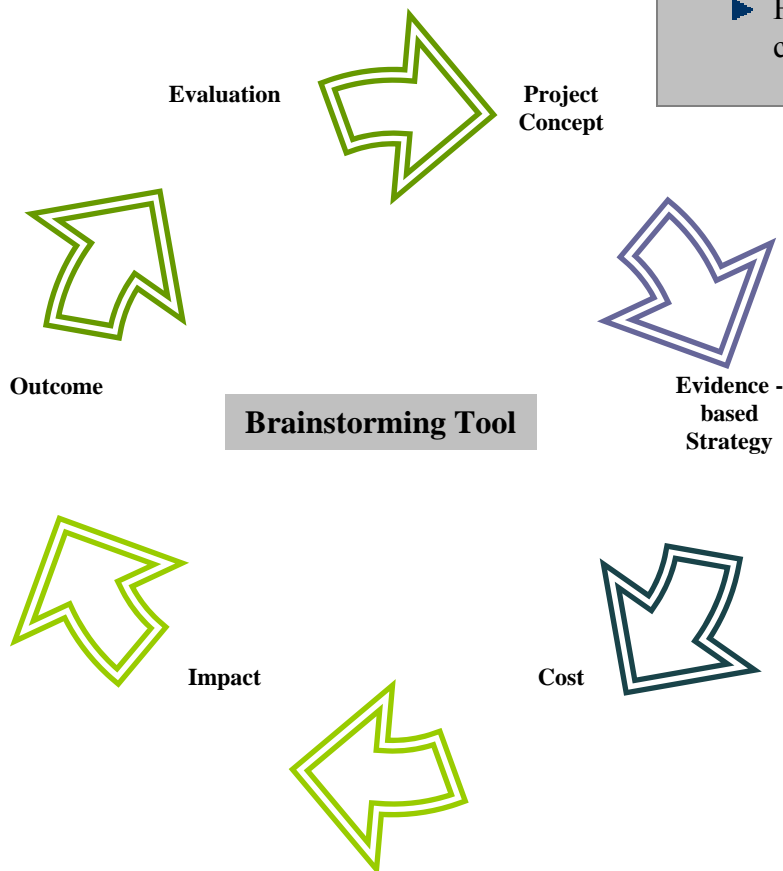 Evaluation
Project
Concept
Outcome
Evidence -
based
Strategy
Brainstorming Tool
Impact
Cost